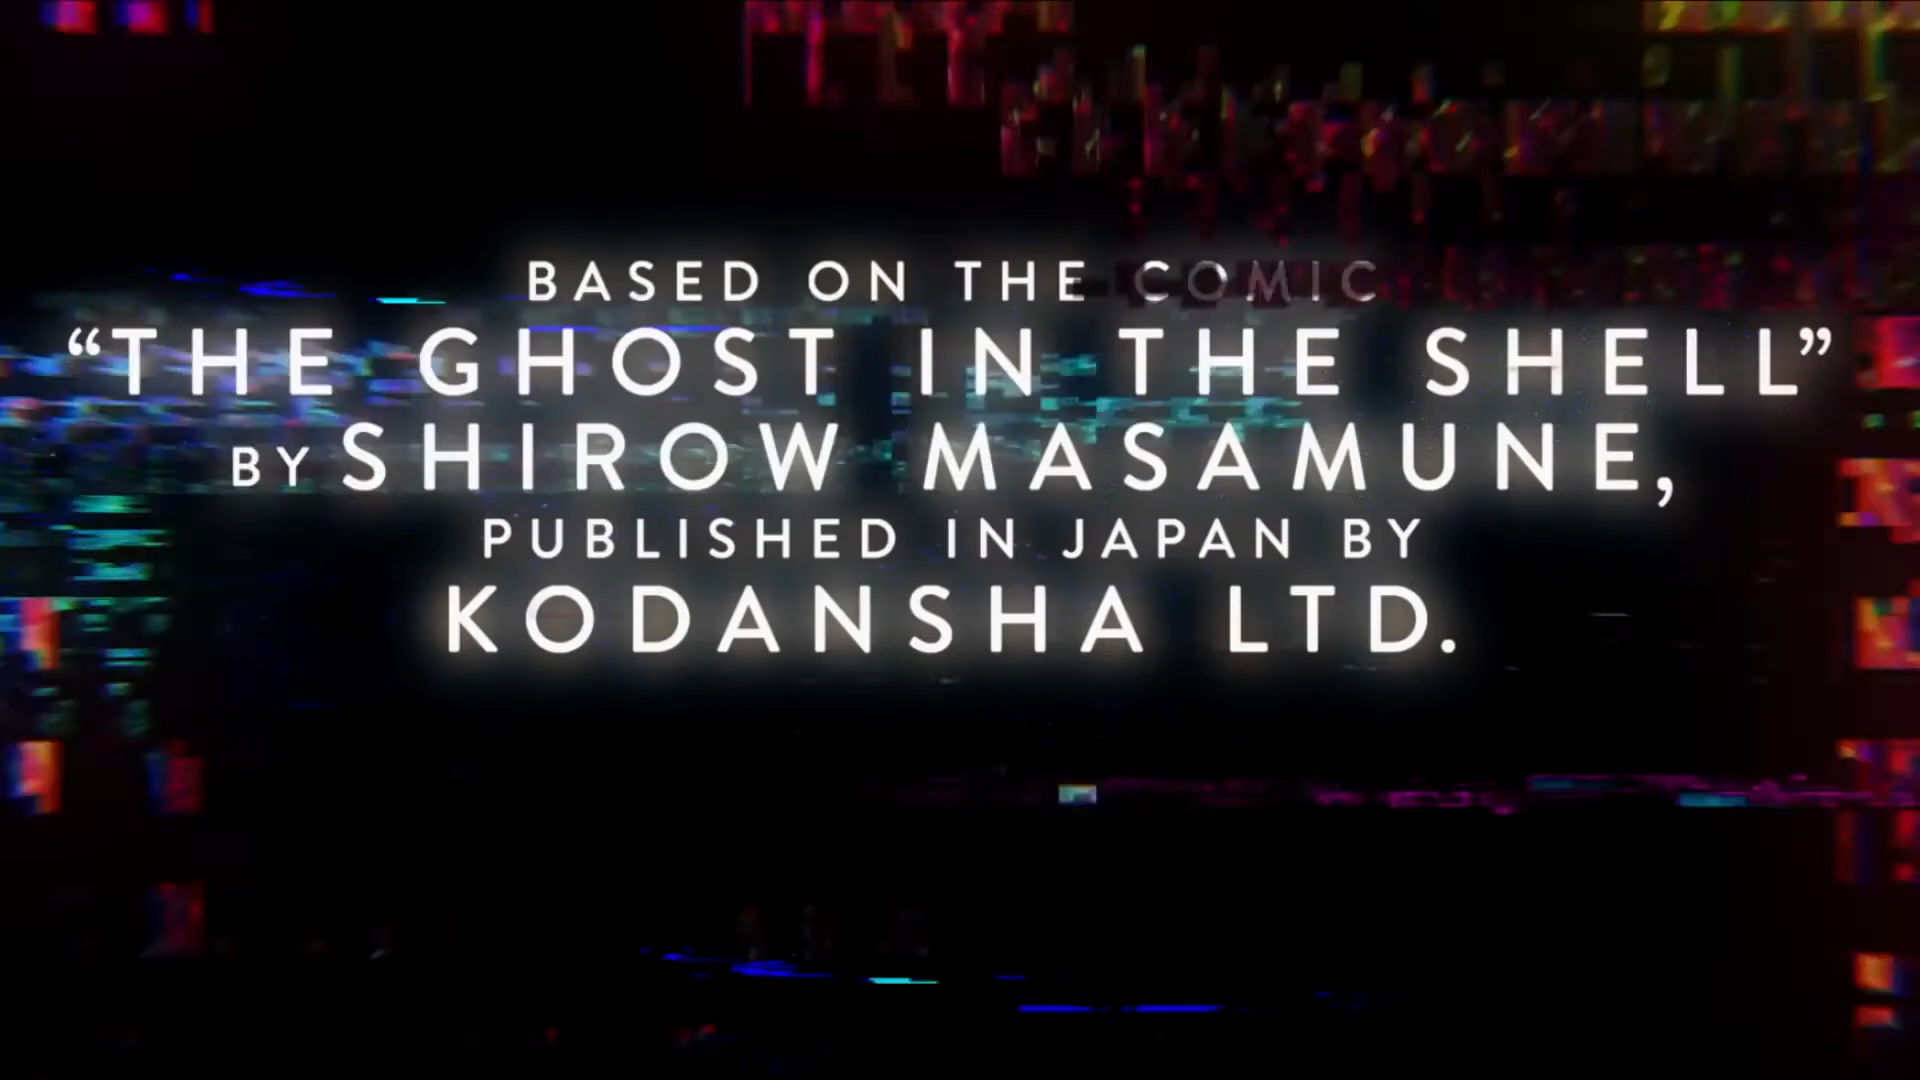 BASED ON THE COMIC
“THE GHOST IN THE SHELL”
BY SHIROW MASAMUNE,
PUBLISHED IN JAPAN BY
KODANSHA LTD.